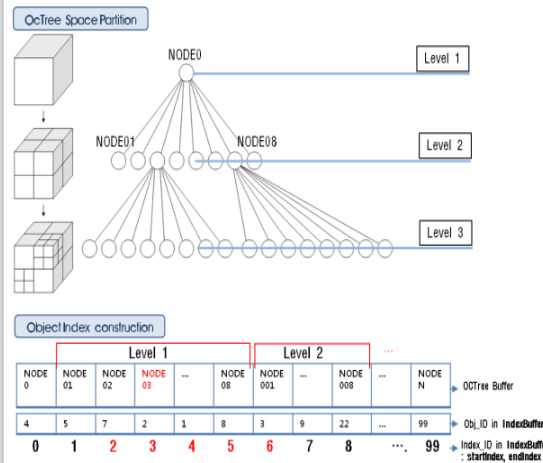 OcTree Space Partition
NODE0
Level 1
NODE01
NODE08
Level 2
Level 3
Object Index construction
Level 1
Level 2
...
NODE 0
NODE 01
NODE 02
NODE 03
...
NODE 08
NODE 001
...
NODE 008
...
NODE N
OCTree Buffer
4 5 7 2 1 8 3 9 22 ... 99
Obj_ID in IndexBuffer
0 1 2 3 4 5 6 7 8 ... 99
Index_ID in IndexBuffe
: startIndex, endIndex